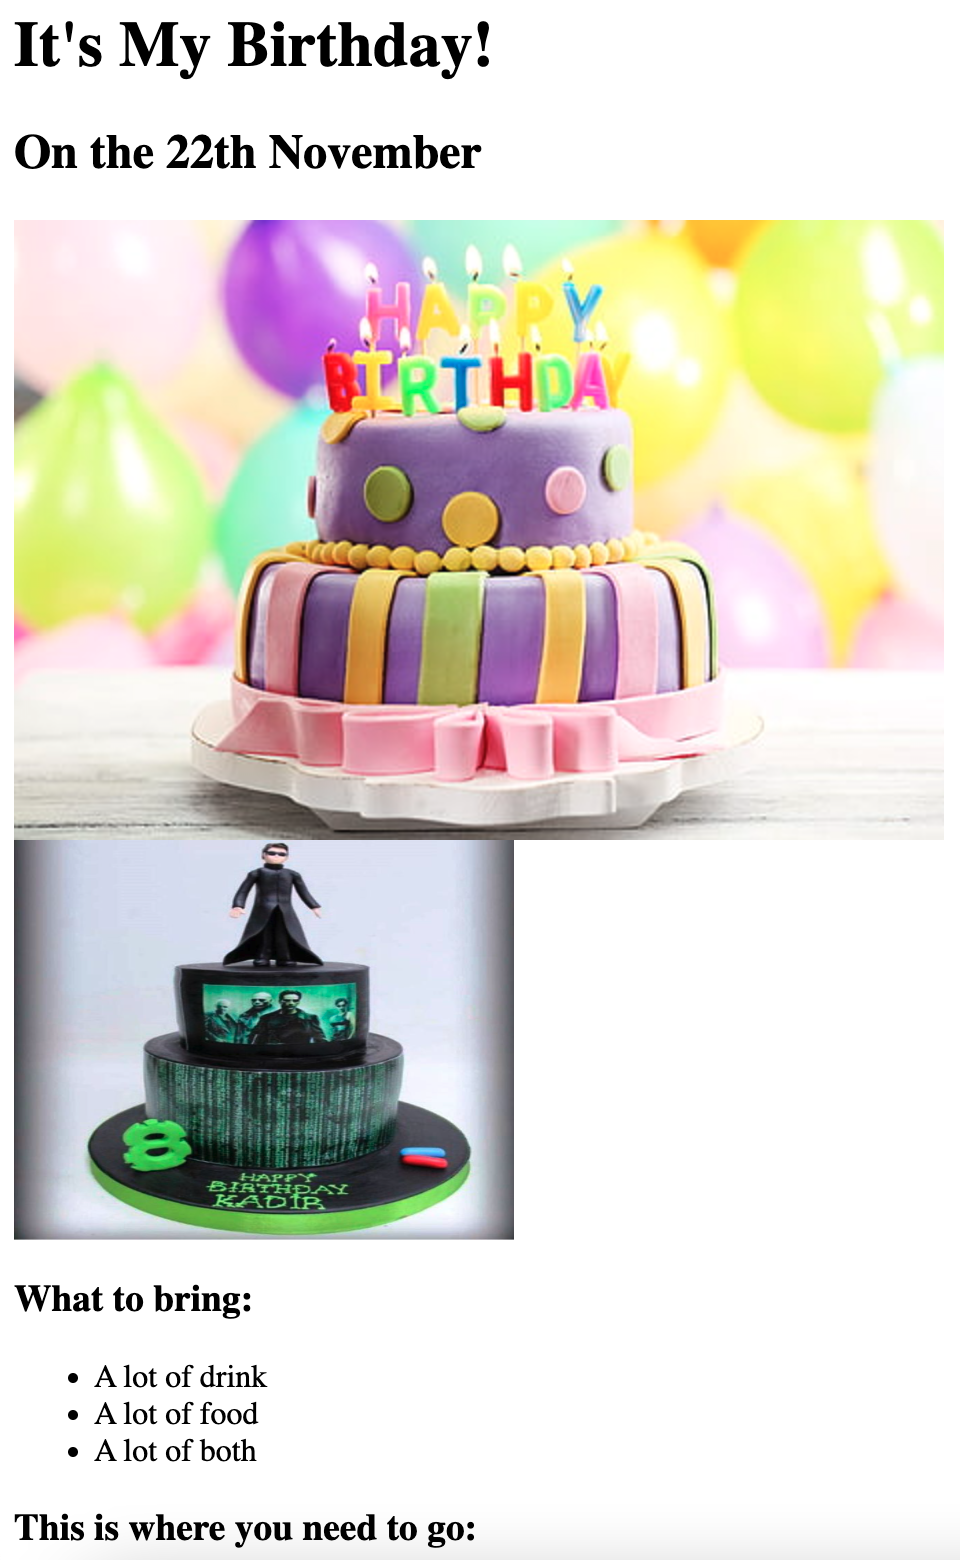 It's My Birthday!
On the 22th November
HAPPY
BIRTHDAY
8
HAPPY
BIRTHDAY
KADIR
What to bring:
A lot of drink
A lot of food
A lot of both
This is where you need to go: